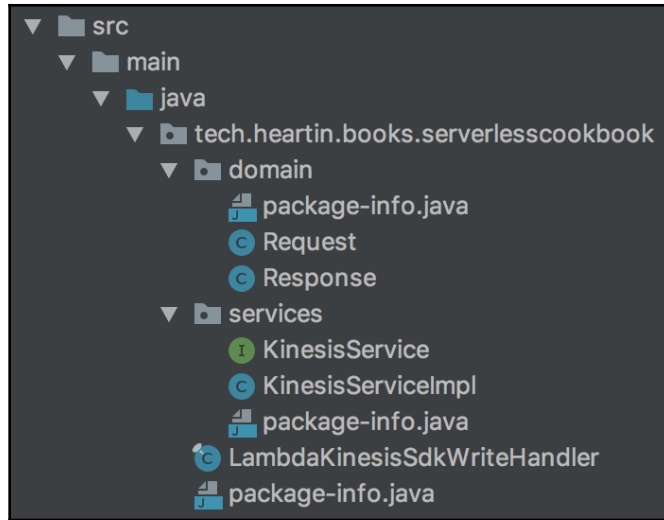 src
main
java
tech.heartin.books.serverlesscookbook
domain
package-info.java
Request
Response
services
KinesisService
KinesisServiceImpl
package-info.java
LambdaKinesisSdkWriteHandler
package-info.java